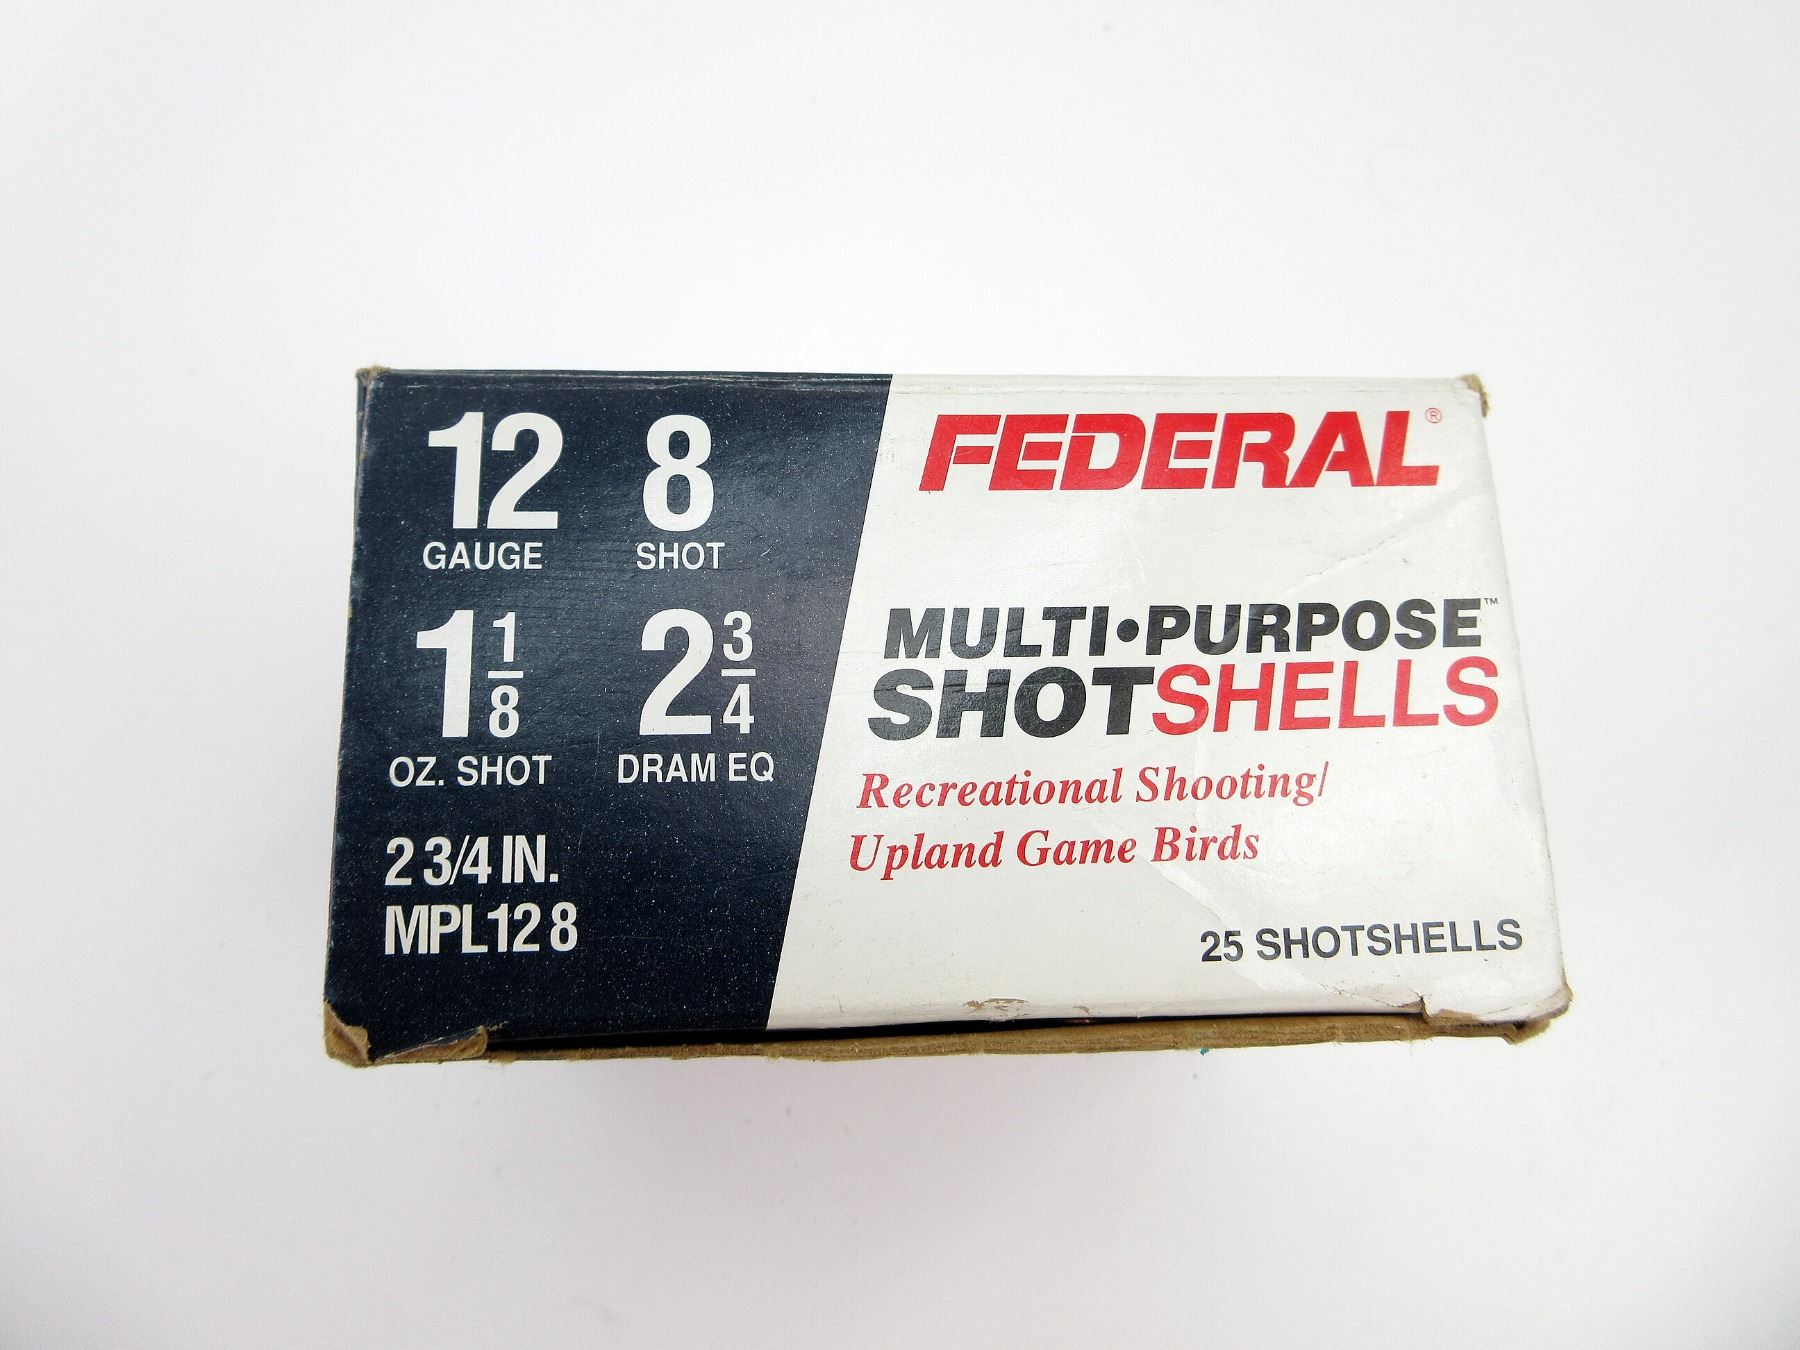 12 8
GAUGE SHOT
1 1/8 2 3/4
OZ. SHOT DRAM EQ
2 3/4 IN.
MPL12 8
FEDERAL®
MULTI•PURPOSE™
SHOTSHELLS
Recreational Shooting/
Upland Game Birds
25 SHOTSHELLS